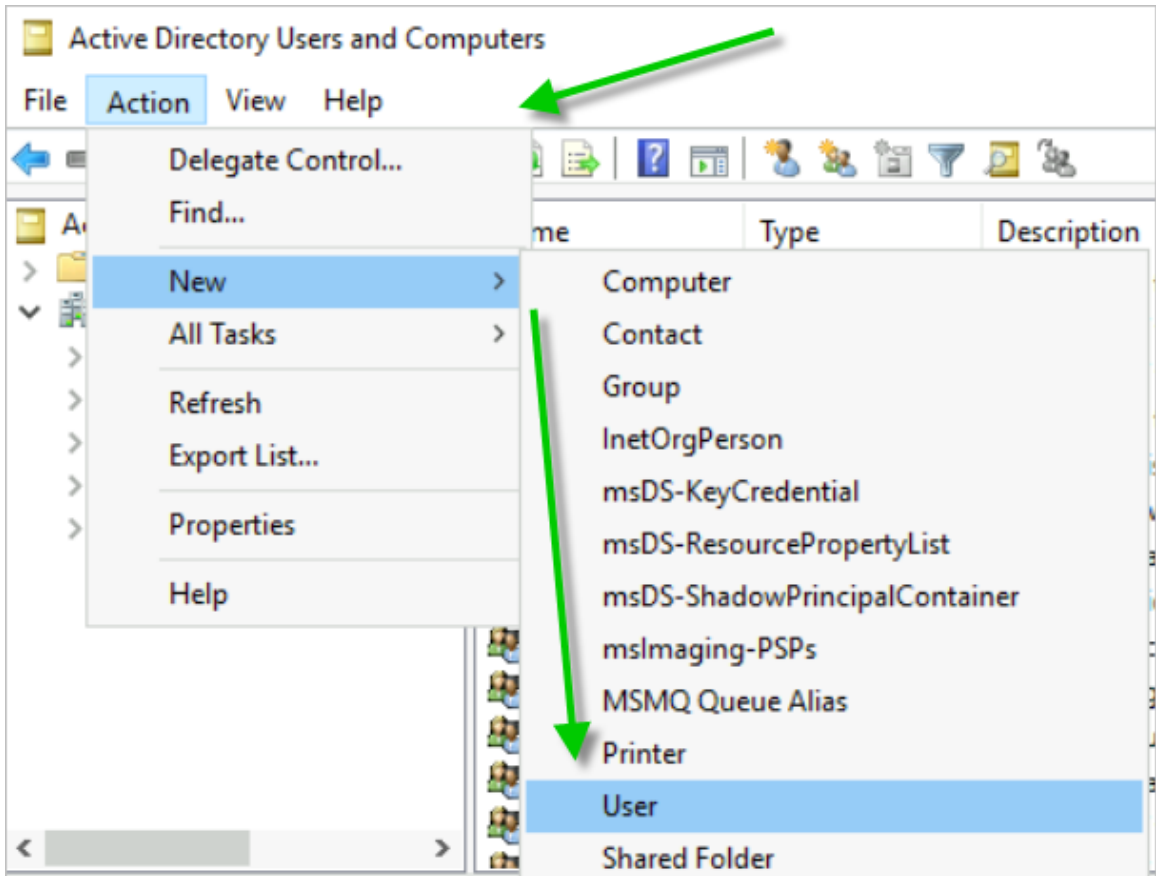 Active Directory Users and Computers
File Action View Help
Delegate Control...
Find...
Type Description
New
All Tasks
Refresh
Export List...
Properties
Help
Computer
Contact
Group
InetOrgPerson
msDS-KeyCredential
msDS-ResourcePropertyList
msDS-ShadowPrincipalContainer
msImaging-PSPs
MSMQ Queue Alias
Printer
User
Shared Folder